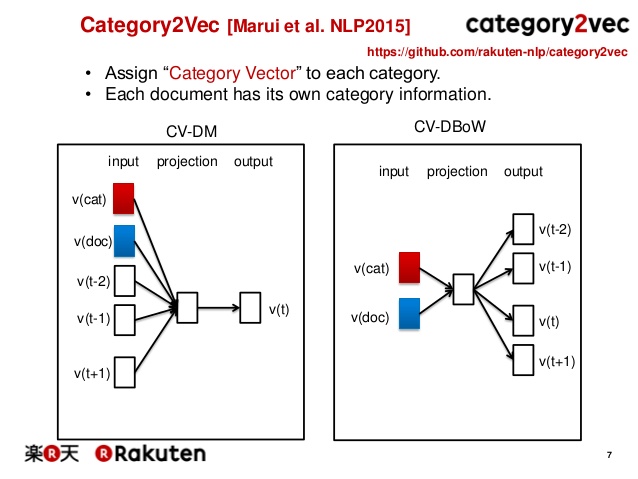 Category2Vec [Marui et al. NLP2015]
category2vec
https://github.com/rakuten-nlp/category2vec
• Assign “Category Vector” to each category.
• Each document has its own category information.
CV-DM
input projection output
v(cat)
v(doc)
v(t-2)
v(t-1)
v(t+1)
v(t)
CV-DBoW
input projection output
v(cat)
v(doc)
v(t-2)
v(t-1)
v(t)
v(t+1)
楽R天 R Rakuten
7